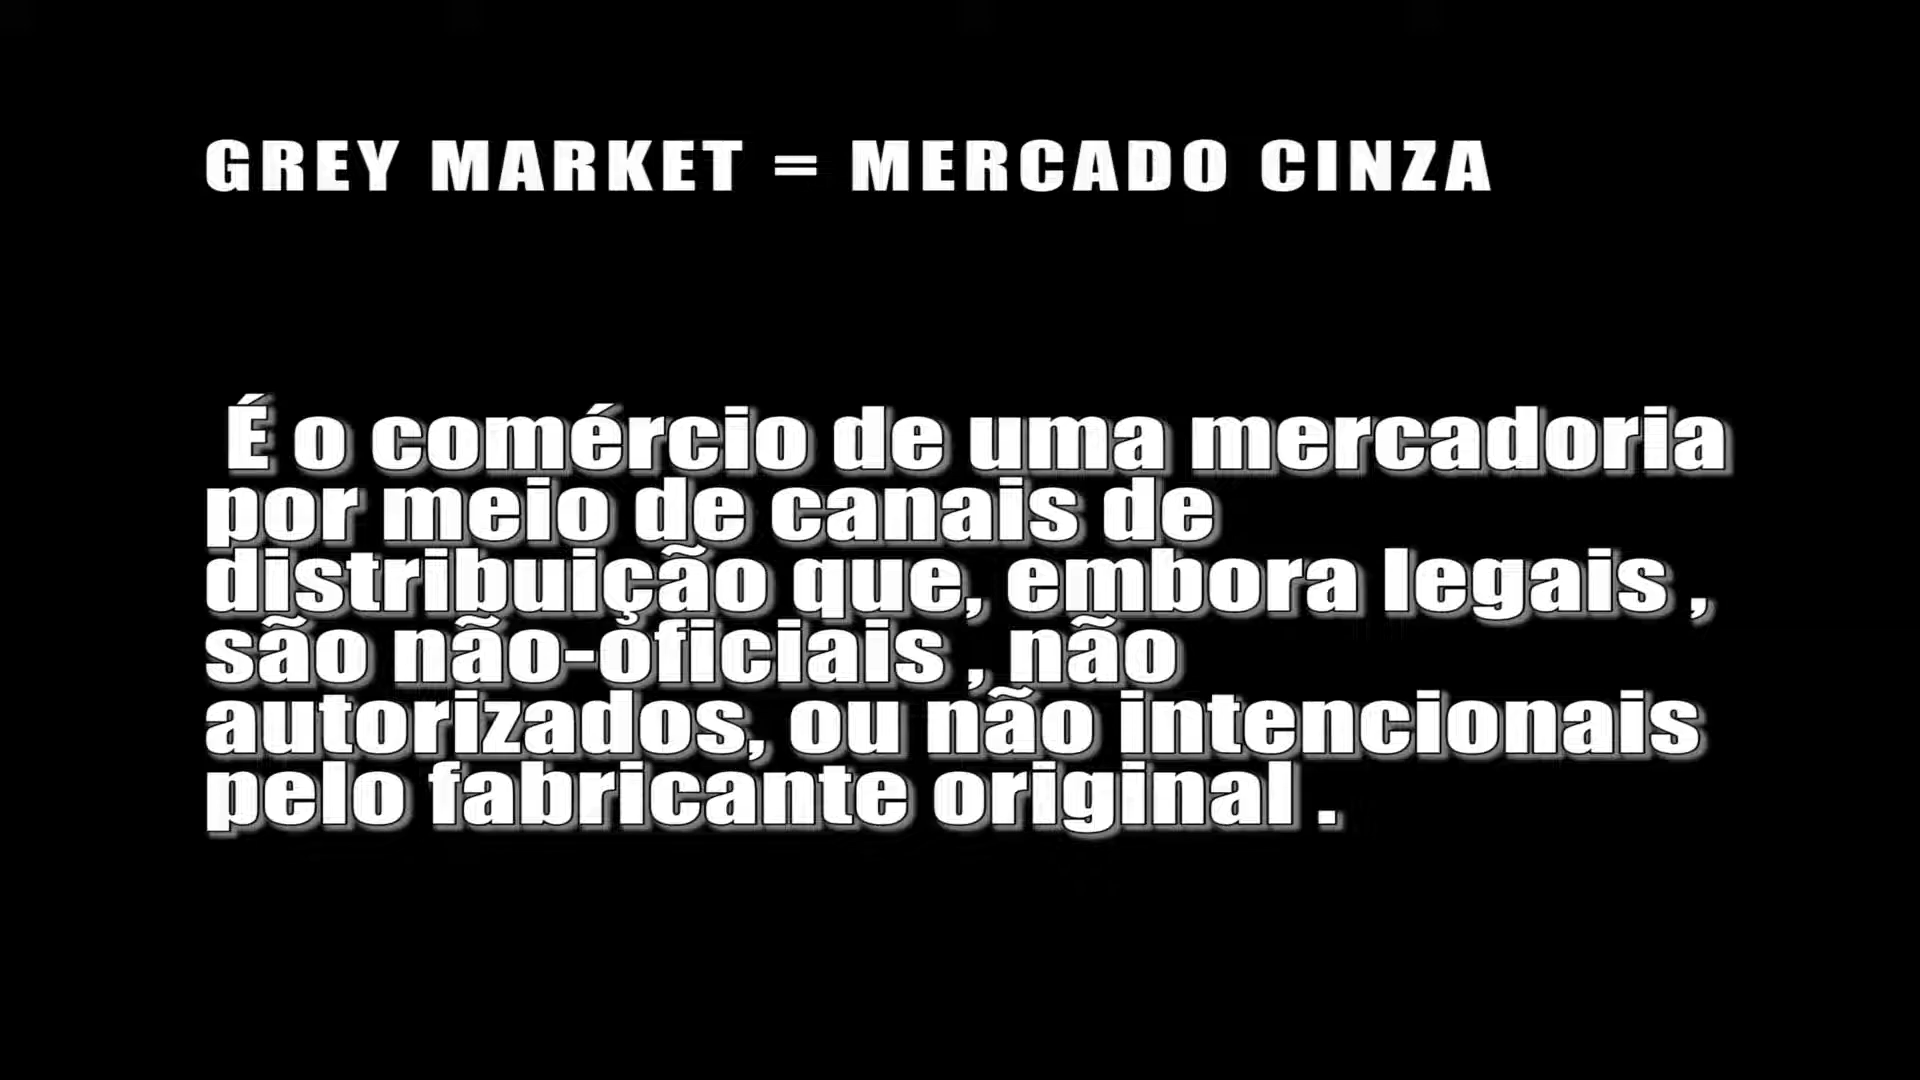 GREY MARKET = MERCADO CINZA
É o comércio de uma mercadoria
por meio de canais de
distribuição que, embora legais ,
são não-oficiais , não
autorizados, ou não intencionais
pelo fabricante original .